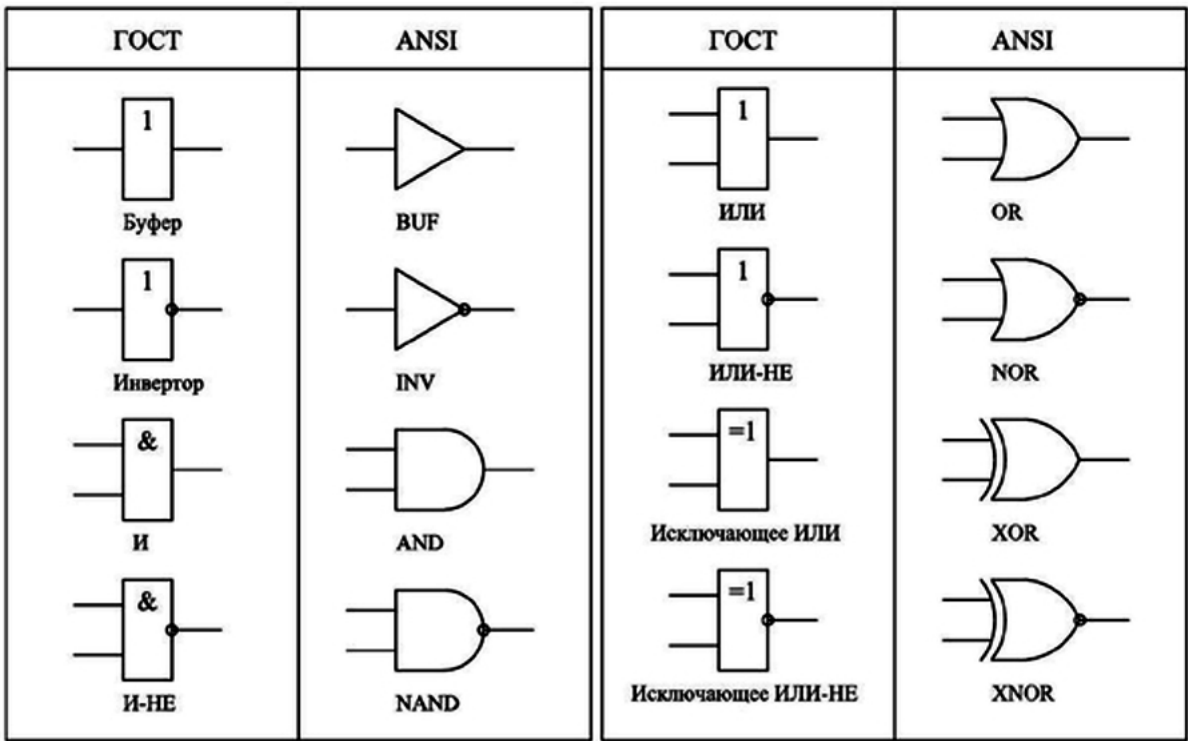 ГОСТ
ANSI
1
Буфер
BUF
1
Инвертор
INV
&
И
AND
&
И-НЕ
NAND
ГОСТ
ANSI
1
ИЛИ
OR
1
ИЛИ-НЕ
NOR
=1
Исключающее ИЛИ
XOR
=1
Исключающее ИЛИ-НЕ
XNOR